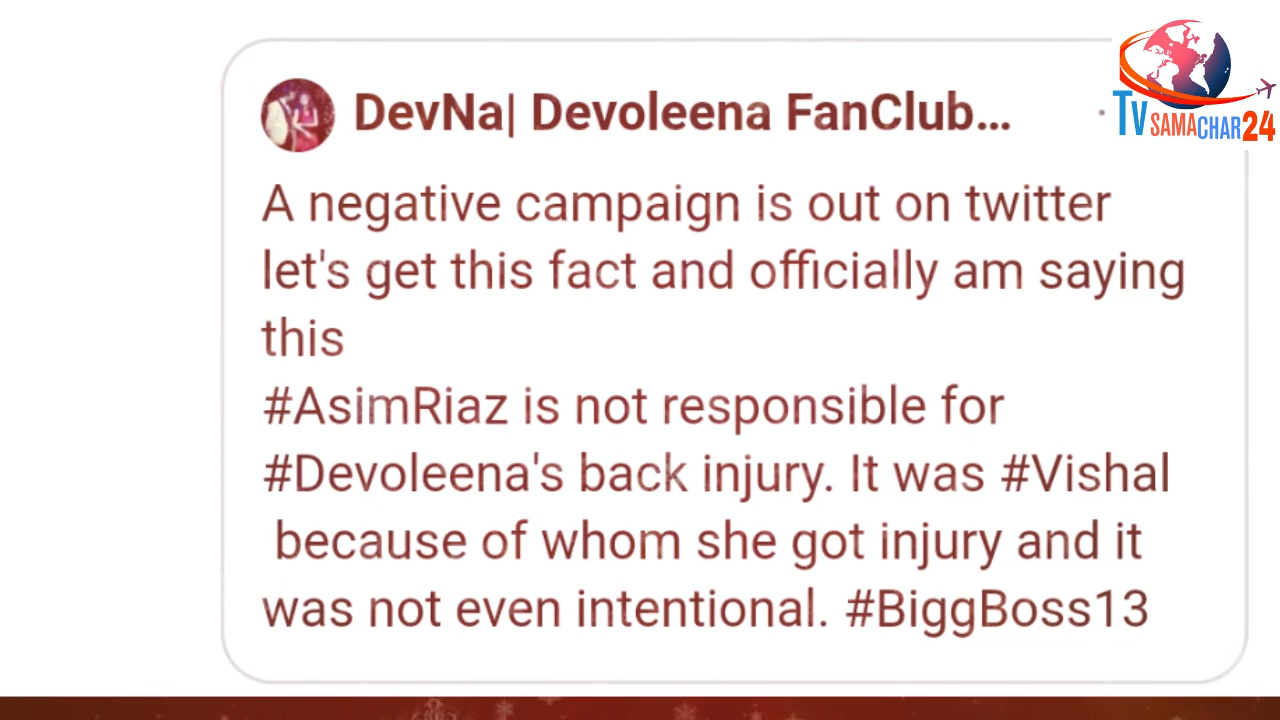 DevNa| Devoleena FanClub...
TV SAMACHAR24
A negative campaign is out on twitter
let's get this fact and officially am saying
this
#AsimRiaz is not responsible for
#Devoleena's back injury. It was #Vishal
because of whom she got injury and it
was not even intentional. #BiggBoss13